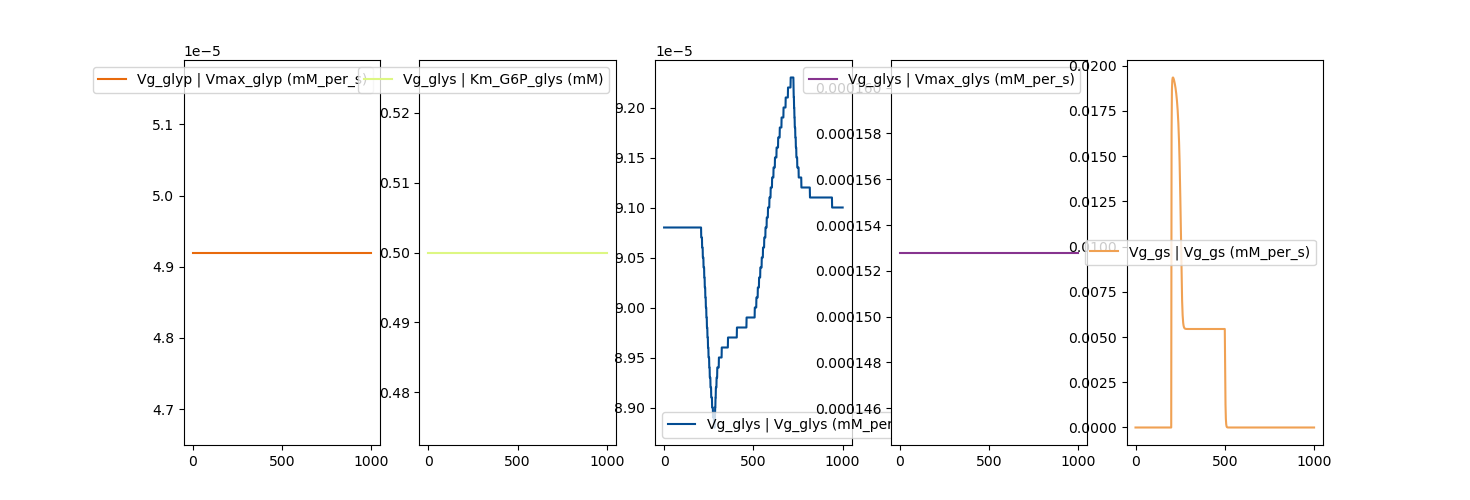 1e−5
Vg_glyp | Vmax_glyp (mM_per_s)
5.1
5.0
4.9
4.8
4.7
0 500 1000
Vg_glys | Km_G6P_glys (mM)
0.52
0.51
0.50
0.49
0.48
0 500 1000
1e−5
9.20
9.15
9.10
9.05
9.00
8.95
8.90
Vg_glys | Vg_glys (mM_per
0 500 1000
Vg_glys | Vmax_glys (mM_per_s)
0.000160
0.000158
0.000156
0.000154
0.000152
0.000150
0.000148
0.000146
0 500 1000
0.0200
0.0175
0.0150
0.0125
0.0100
Vg_gs | Vg_gs (mM_per_s)
0.0075
0.0050
0.0025
0.0000
0 500 1000